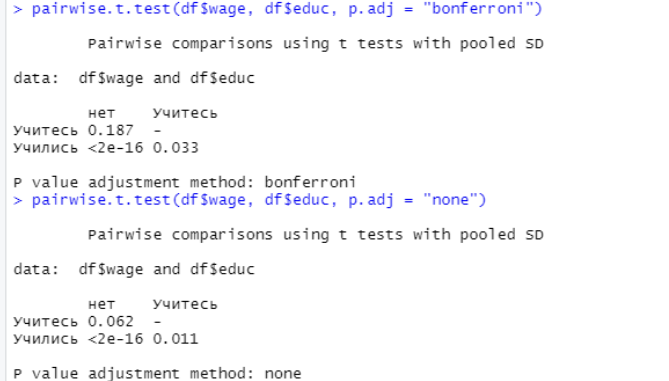 > pairwise.t.test(df$wage, df$educ, p.adj = "bonferroni")
Pairwise comparisons using t tests with pooled SD
data:  df$wage and df$educ
нет    Учитесь
Учитесь 0.187  -
Учились <2e-16 0.033
P value adjustment method: bonferroni
> pairwise.t.test(df$wage, df$educ, p.adj = "none")
Pairwise comparisons using t tests with pooled SD
data:  df$wage and df$educ
нет    Учитесь
Учитесь 0.062  -
Учились <2e-16 0.011
P value adjustment method: none